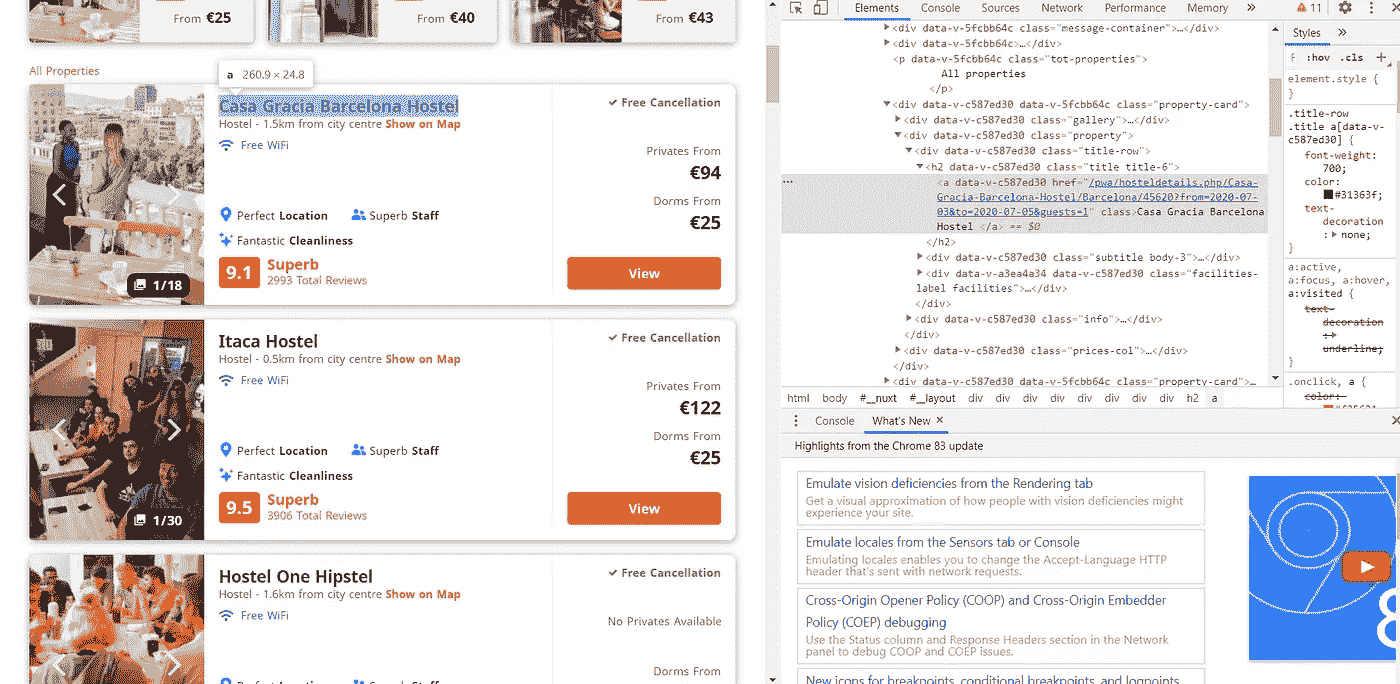 From €25
From €40
From €43
All Properties
a 260.9 × 24.8
Casa Gracia Barcelona Hostel
Hostel - 1.5km from city centre Show on Map
Free WiFi
Perfect Location Superb Staff
Fantastic Cleanliness
9.1 Superb
2993 Total Reviews
1/18
✓ Free Cancellation
Privates From
€94
Dorms From
€25
View
Itaca Hostel
Hostel - 0.5km from city centre Show on Map
Free WiFi
Perfect Location Superb Staff
Fantastic Cleanliness
9.5 Superb
3906 Total Reviews
1/30
✓ Free Cancellation
Privates From
€122
Dorms From
€25
View
Hostel One Hipstel
Hostel - 1.6km from city centre Show on Map
Free WiFi
✓ Free Cancellation
No Privates Available
Dorms From
Elements Console Sources Network Performance Memory » 11
<div data-v-5fcbb64c class="message-container">…</div>
<div data-v-5fcbb64c>…</div>
<p data-v-5fcbb64c class="tot-properties">
All properties
</p>
<div data-v-5fcbb64c class="property-card">
<div data-v-c587ed30 class="gallery">…</div>
<div data-v-c587ed30 class="property">
<div data-v-c587ed30 class="title-row">
<h2 data-v-c587ed30 class="title title-6">
<a data-v-c587ed30 href="/pwa/hosteldetails.php/Casa-
Gracia-Barcelona-Hostel/Barcelona/45620?from=2020-07-
03&to=2020-07-05&guests=1" class>Casa Gracia Barcelona
Hostel </a> == $0
</h2>
<div data-v-c587ed30 class="subtitle body-3">…</div>
<div data-v-a3ea4a34 data-v-c587ed30 class="facilities-
label facilities">…</div>
</div>
<div data-v-c587ed30 class="info">…</div>
</div>
<div data-v-c587ed30 class="prices-col">…</div>
</div>
<div data-v-c587ed30 data-v-5fcbb64c class="property-card">…
html body #__nuxt #__layout div div div div div div div div h2 a
Styles »
F :hov .cls +
element.style {
}
.title-row
.title a[data-v-
c587ed30] {
font-weight:
700;
color:
#31363f;
text-
decoration
: none;
}
a:active,
a:focus, a:hover,
a:visited {
text-
decoration
:
underline;
}
.onclick, a {
color:
Console What's New ×
Highlights from the Chrome 83 update
Emulate vision deficiencies from the Rendering tab
Get a visual approximation of how people with vision deficiencies might
experience your site.
Emulate locales from the Sensors tab or Console
Emulating locales enables you to change the Accept-Language HTTP
header that's sent with network requests.
Cross-Origin Opener Policy (COOP) and Cross-Origin Embedder
Policy (COEP) debugging
Use the Status column and Response Headers section in the Network
panel to debug COOP and COEP issues.
New icons for breakpoints, conditional breakpoints, and logpoints
8